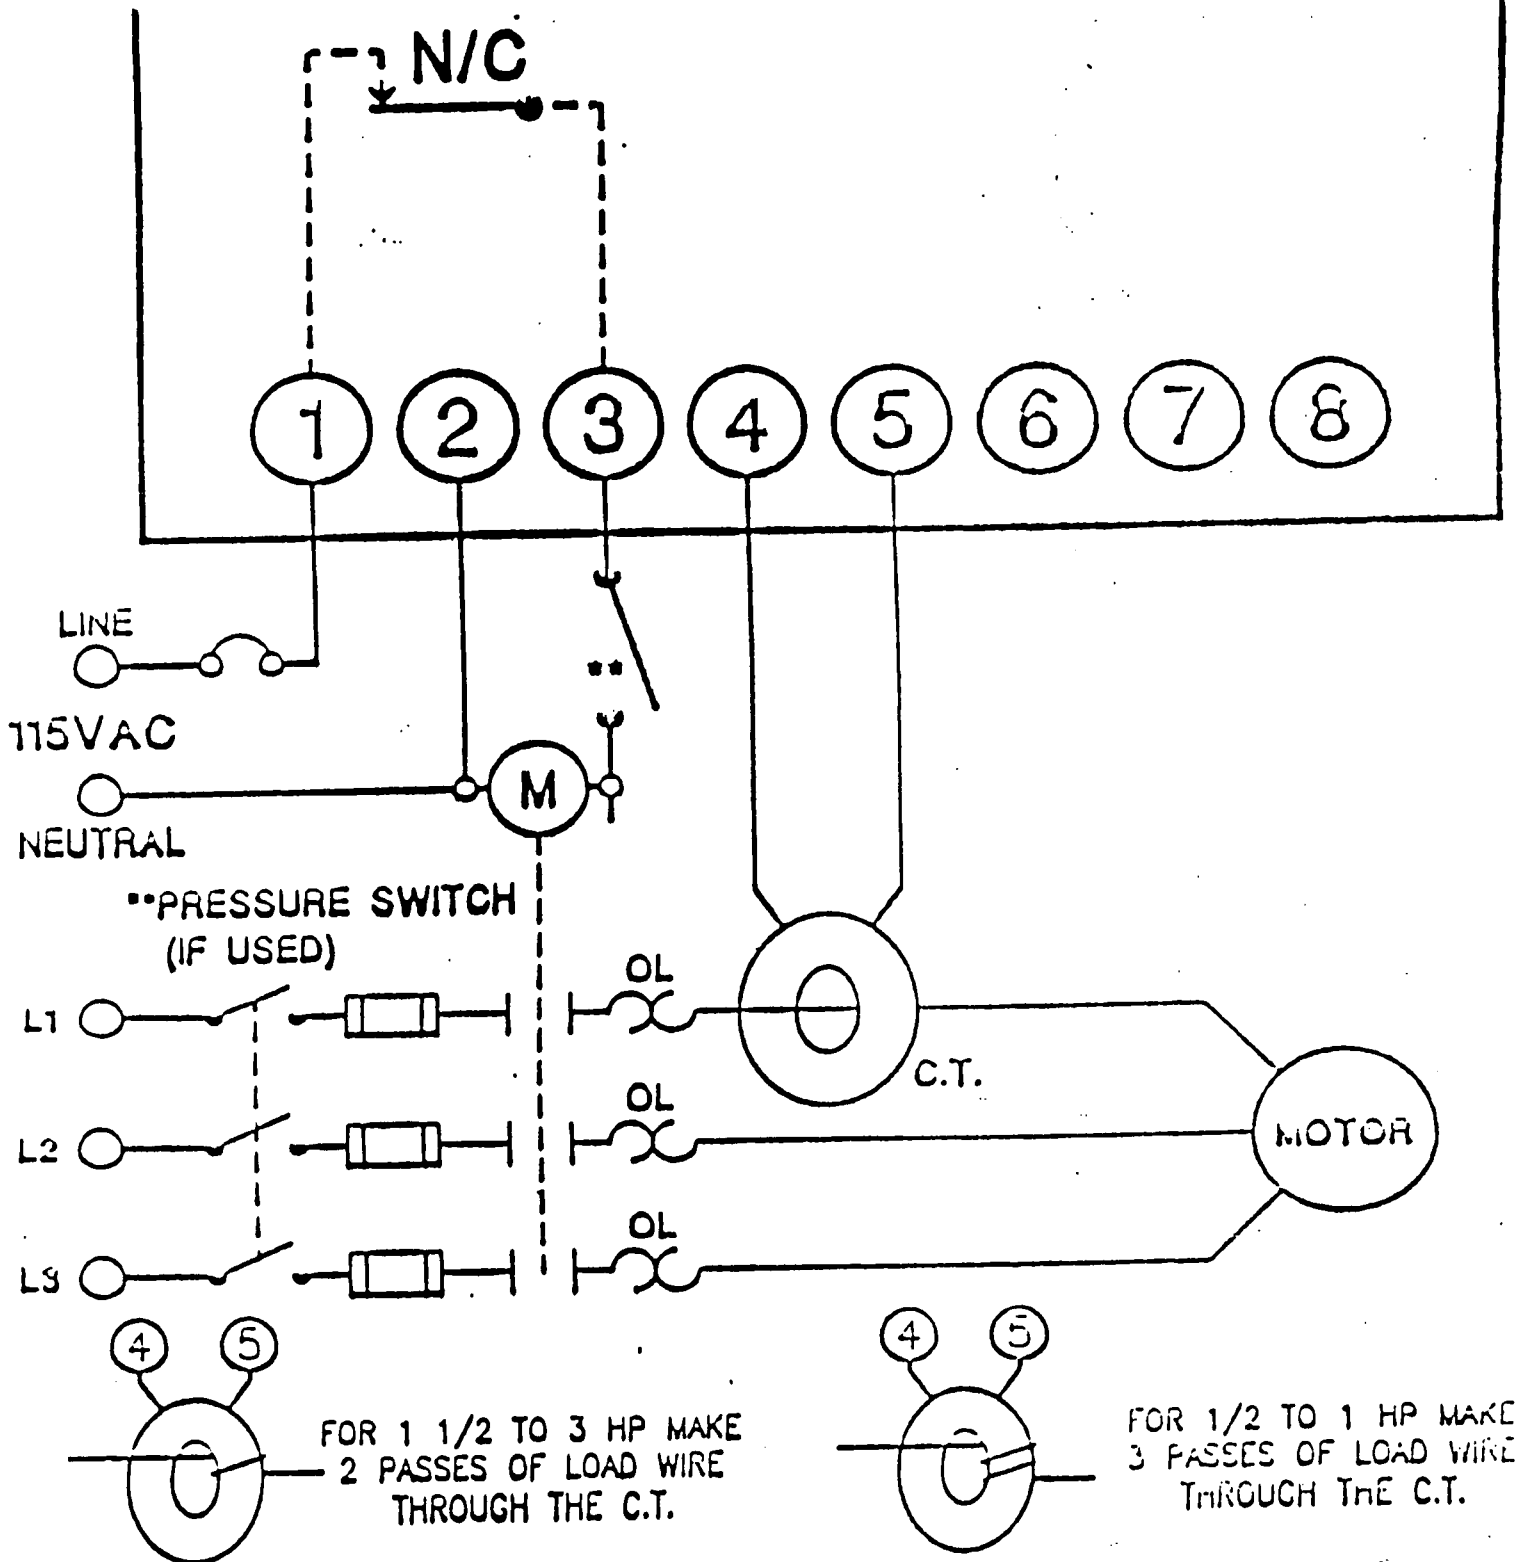 N/C
1 2 3 4 5 6 7 8
LINE
**
115VAC
M
NEUTRAL
**PRESSURE SWITCH
(IF USED)
OL
L1
C.T.
OL
L2
MOTOR
OL
L3
4 5
FOR 1 1/2 TO 3 HP MAKE
2 PASSES OF LOAD WIRE
THROUGH THE C.T.
4 5
FOR 1/2 TO 1 HP MAKE
3 PASSES OF LOAD WIRE
THROUGH THE C.T.